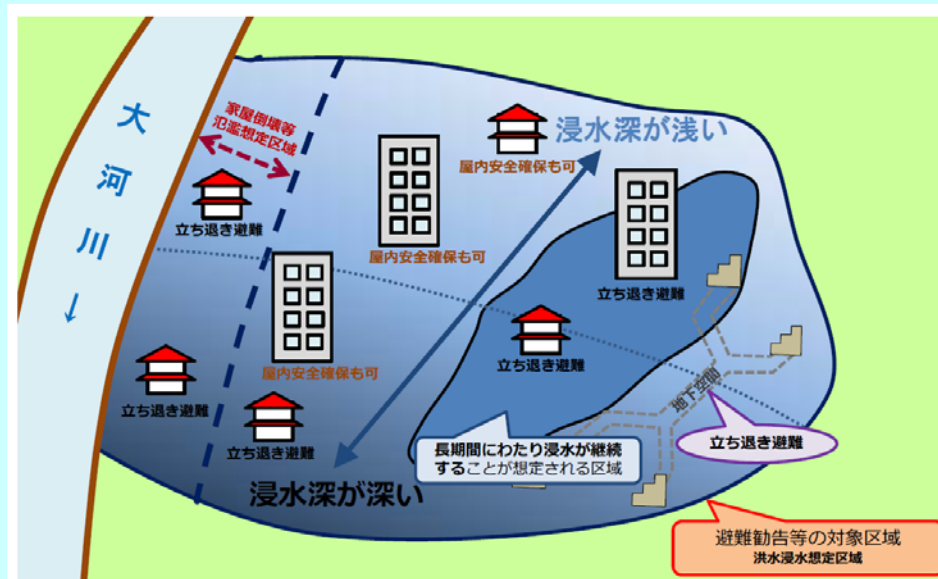 大河川
↓
家屋倒壊等
氾濫想定区域
立ち退き避難
屋内安全確保も可
浸水深が浅い
屋内安全確保も可
立ち退き避難
屋内安全確保も可
立ち退き避難
立ち退き避難
立ち退き避難
地下空間
立ち退き避難
長期間にわたり浸水が継続
することが想定される区域
浸水深が深い
避難勧告等の対象区域
洪水浸水想定区域